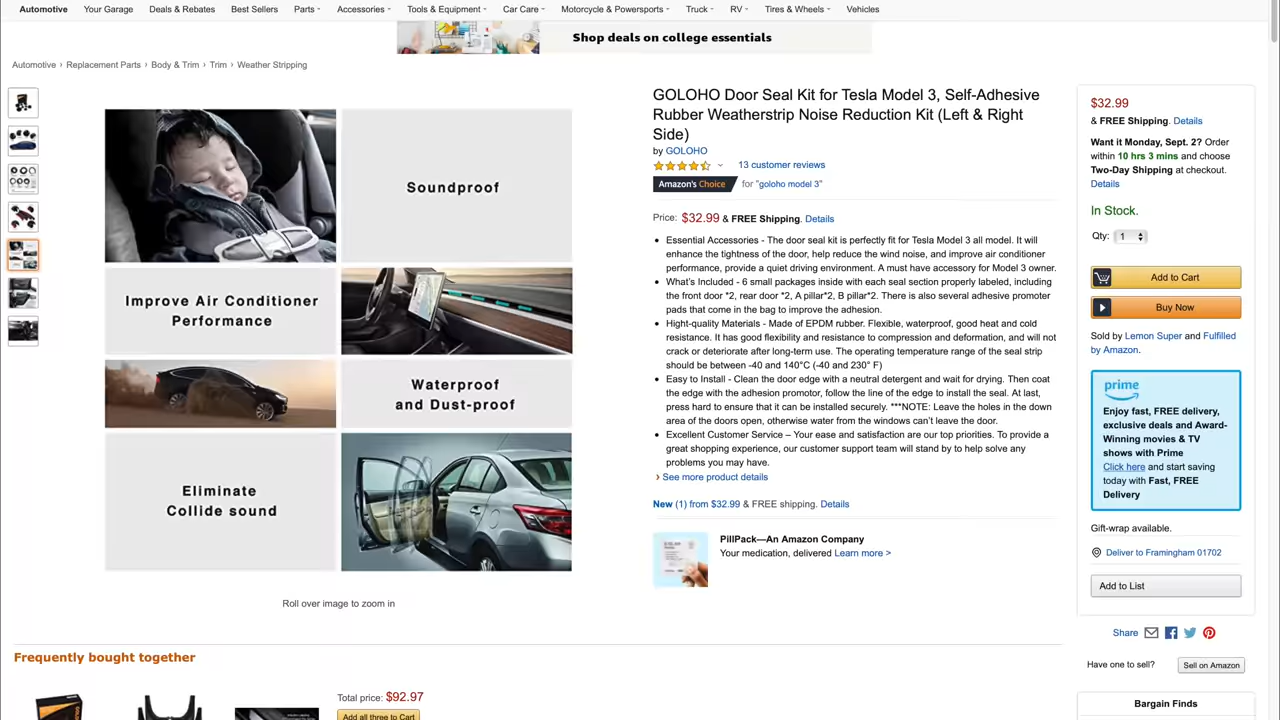 Automotive Your Garage Deals & Rebates Best Sellers Parts Accessories Tools & Equipment Car Care Motorcycle & Powersports Truck RV Tires & Wheels Vehicles
Shop deals on college essentials
Automotive › Replacement Parts › Body & Trim › Trim › Weather Stripping
Soundproof
Improve Air Conditioner
Performance
Waterproof
and Dust-proof
Eliminate
Collide sound
Roll over image to zoom in
GOLOHO Door Seal Kit for Tesla Model 3, Self-Adhesive
Rubber Weatherstrip Noise Reduction Kit (Left & Right
Side)
by GOLOHO
13 customer reviews
Amazon's Choice for "goloho model 3"
Price: $32.99 & FREE Shipping. Details
• Essential Accessories - The door seal kit is perfectly fit for Tesla Model 3 all model. It will
enhance the tightness of the door, help reduce the wind noise, and improve air conditioner
performance, provide a quiet driving environment. A must have accessory for Model 3 owner.
• What's Included - 6 small packages inside with each seal section properly labeled, including
the front door *2, rear door *2, A pillar*2, B pillar*2. There is also several adhesive promoter
pads that come in the bag to improve the adhesion.
• Hight-quality Materials - Made of EPDM rubber. Flexible, waterproof, good heat and cold
resistance. It has good flexibility and resistance to compression and deformation, and will not
crack or deteriorate after long-term use. The operating temperature range of the seal strip
should be between -40 and 140°C (-40 and 230° F)
• Easy to Install - Clean the door edge with a neutral detergent and wait for drying. Then coat
the edge with the adhesion promotor, follow the line of the edge to install the seal. At last,
press hard to ensure that it can be installed securely. ***NOTE: Leave the holes in the down
area of the doors open, otherwise water from the windows can't leave the door.
• Excellent Customer Service – Your ease and satisfaction are our top priorities. To provide a
great shopping experience, our customer support team will stand by to help solve any
problems you may have.
› See more product details
New (1) from $32.99 & FREE shipping. Details
PillPack—An Amazon Company
Your medication, delivered Learn more >
$32.99
& FREE Shipping. Details
Want it Monday, Sept. 2? Order
within 10 hrs 3 mins and choose
Two-Day Shipping at checkout.
Details
In Stock.
Qty: 1
Add to Cart
Buy Now
Sold by Lemon Super and Fulfilled
by Amazon.
prime
Enjoy fast, FREE delivery,
exclusive deals and Award-
Winning movies & TV
shows with Prime
Click here and start saving
today with Fast, FREE
Delivery
Gift-wrap available.
Deliver to Framingham 01702
Add to List
Share
Have one to sell? Sell on Amazon
Bargain Finds
Frequently bought together
Total price: $92.97
Add all three to Cart